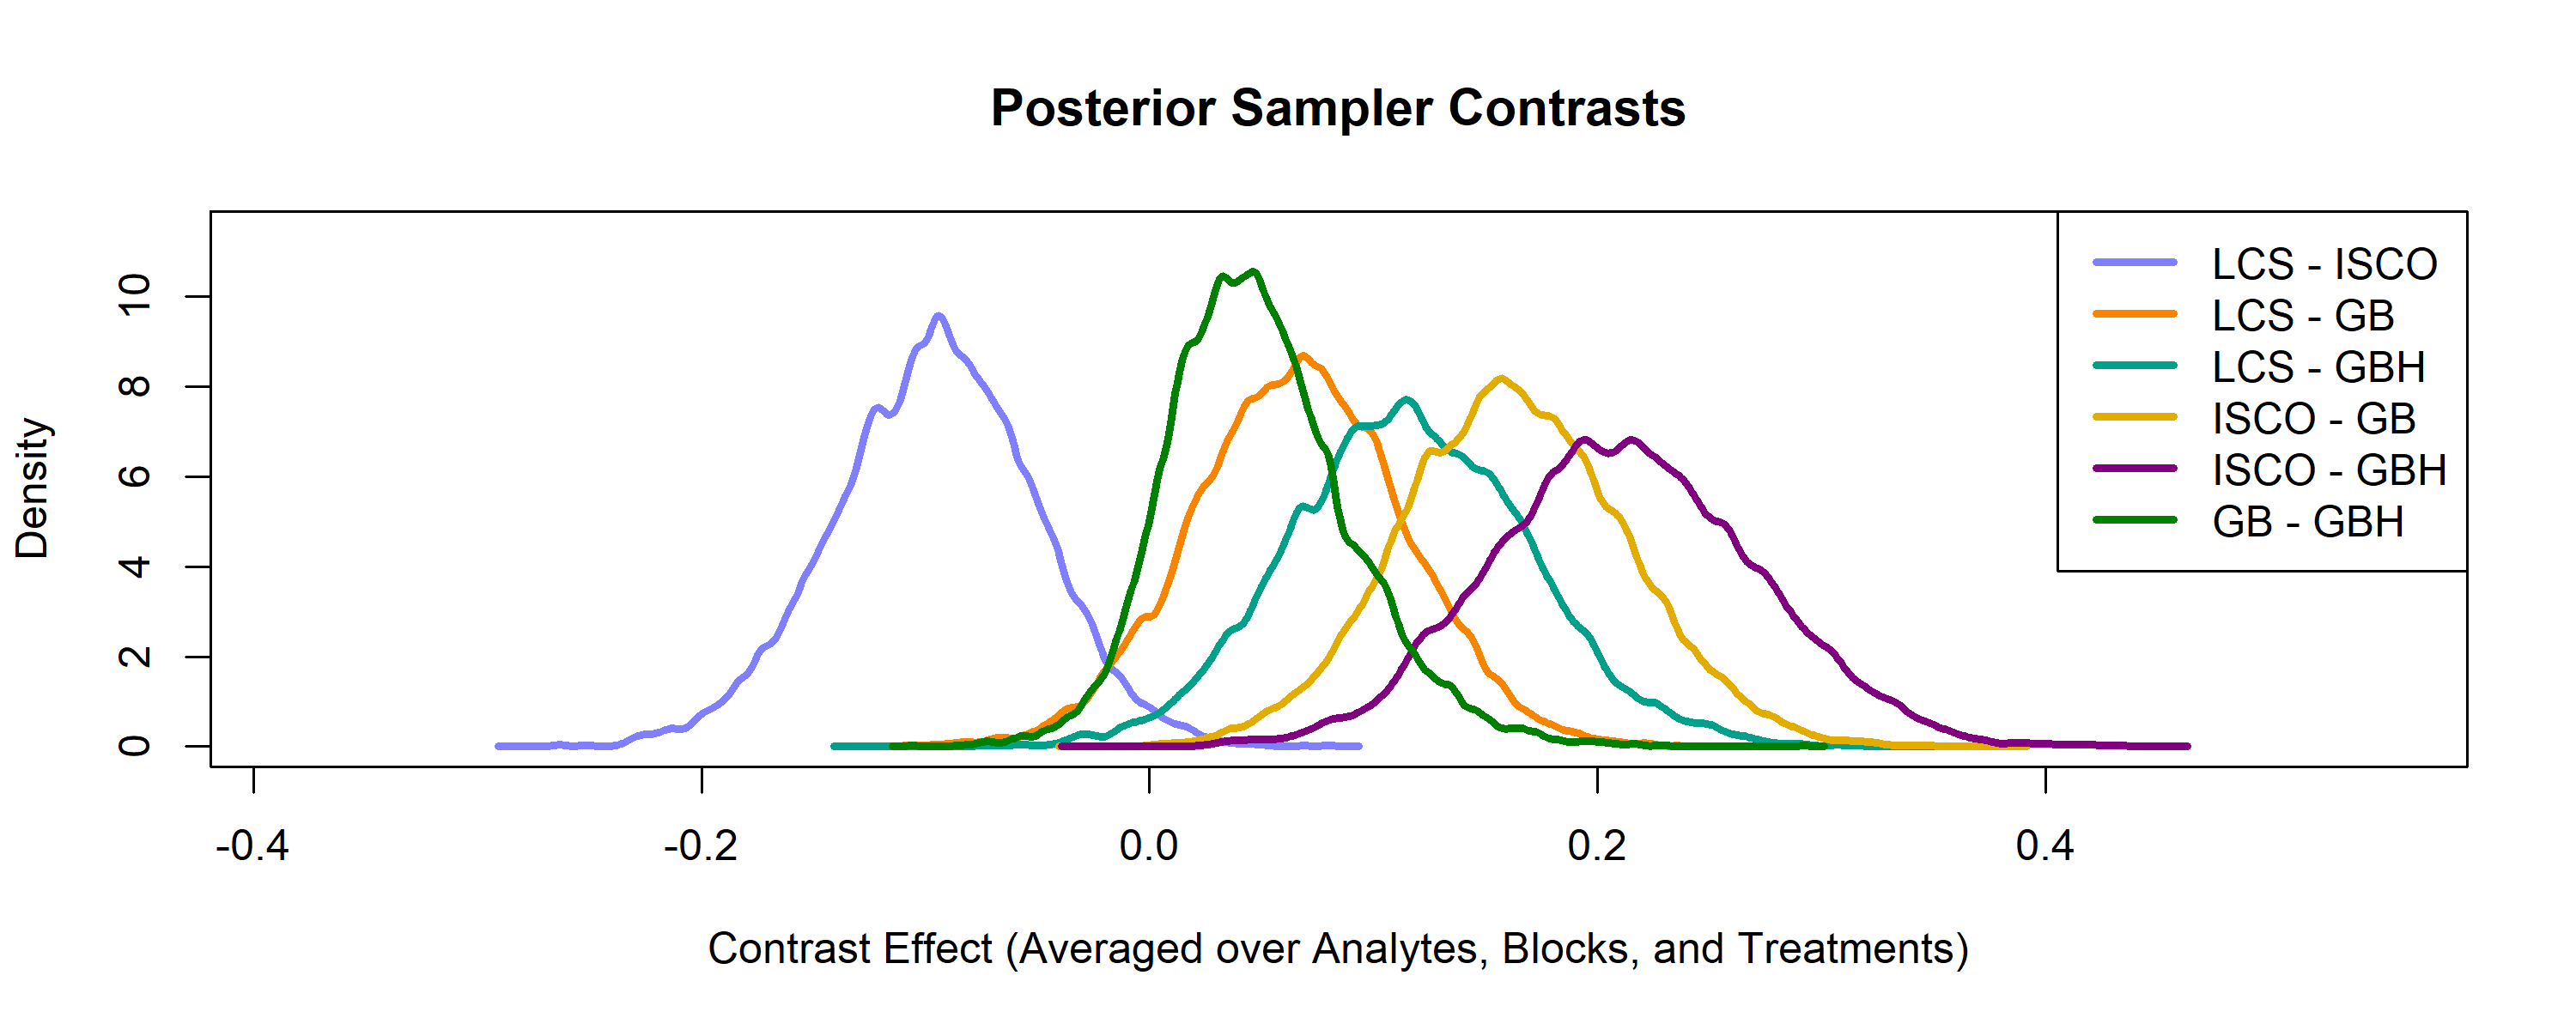 Posterior Sampler Contrasts
Density
10
8
6
4
2
0
LCS - ISCO
LCS - GB
LCS - GBH
ISCO - GB
ISCO - GBH
GB - GBH
-0.4 -0.2 0.0 0.2 0.4
Contrast Effect (Averaged over Analytes, Blocks, and Treatments)